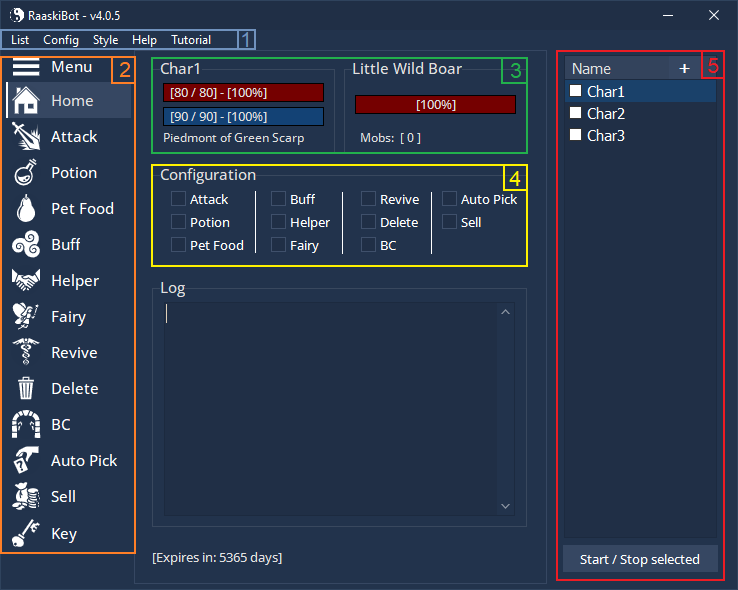 RaaskiBot - v4.0.5
List Config Style Help Tutorial 1
2
Menu
Home
Attack
Potion
Pet Food
Buff
Helper
Fairy
Revive
Delete
BC
Auto Pick
Sell
Key
3
Char1
[80 / 80] - [100%]
[90 / 90] - [100%]
Piedmont of Green Scarp
Little Wild Boar
[100%]
Mobs: [ 0 ]
4
Configuration
Attack Buff Revive Auto Pick
Potion Helper Delete Sell
Pet Food Fairy BC
Log
[Expires in: 5365 days]
5
Name +
Char1
Char2
Char3
Start / Stop selected